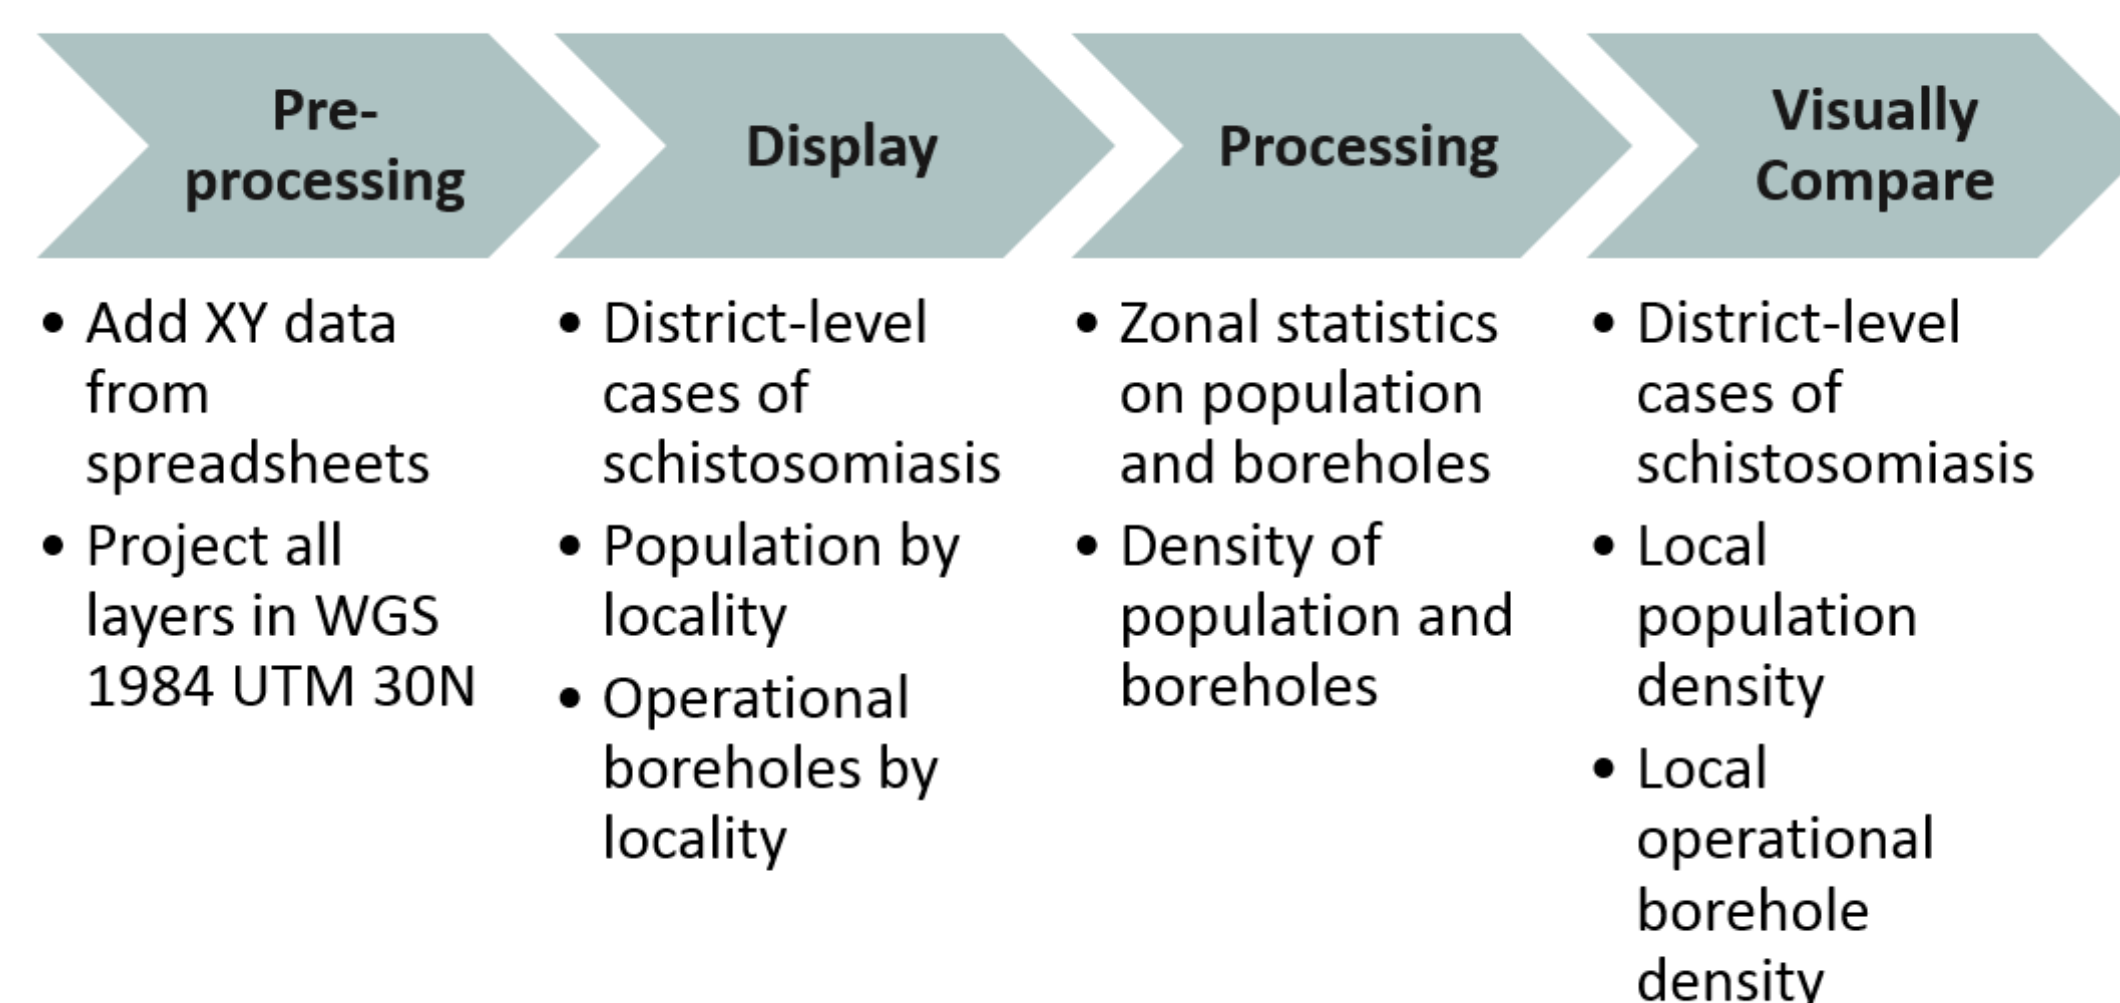 Pre-
processing
• Add XY data
from
spreadsheets
• Project all
layers in WGS
1984 UTM 30N
Display
• District-level
cases of
schistosomiasis
• Population by
locality
• Operational
boreholes by
locality
Processing
• Zonal statistics
on population
and boreholes
• Density of
population and
boreholes
Visually
Compare
• District-level
cases of
schistosomiasis
• Local
population
density
• Local
operational
borehole
density